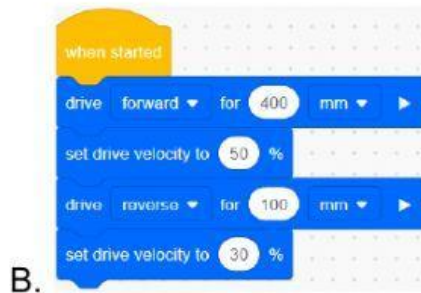 when started
drive forward for 400 mm
set drive velocity to 50 %
drive reverse for 100 mm
set drive velocity to 30 %
B.